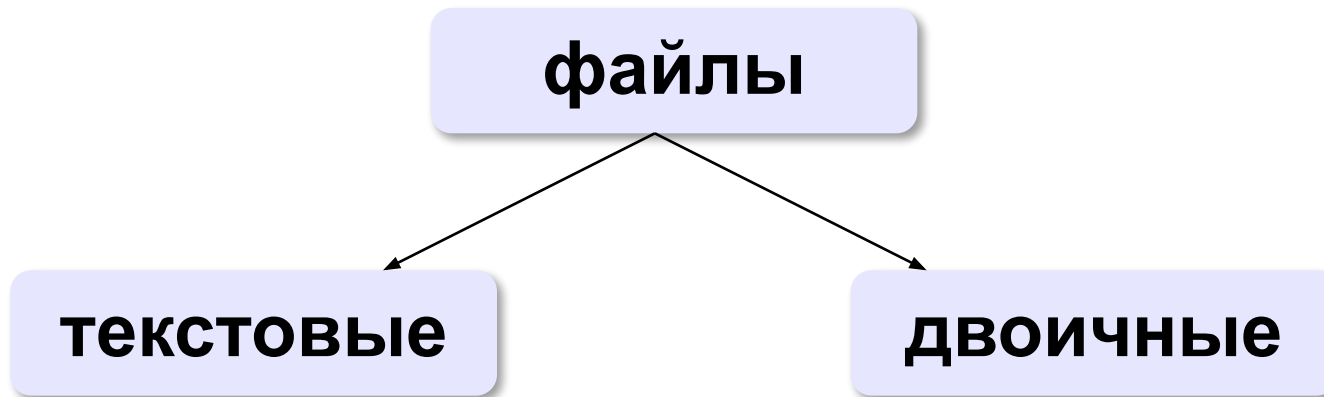 файлы
текстовые
двоичные